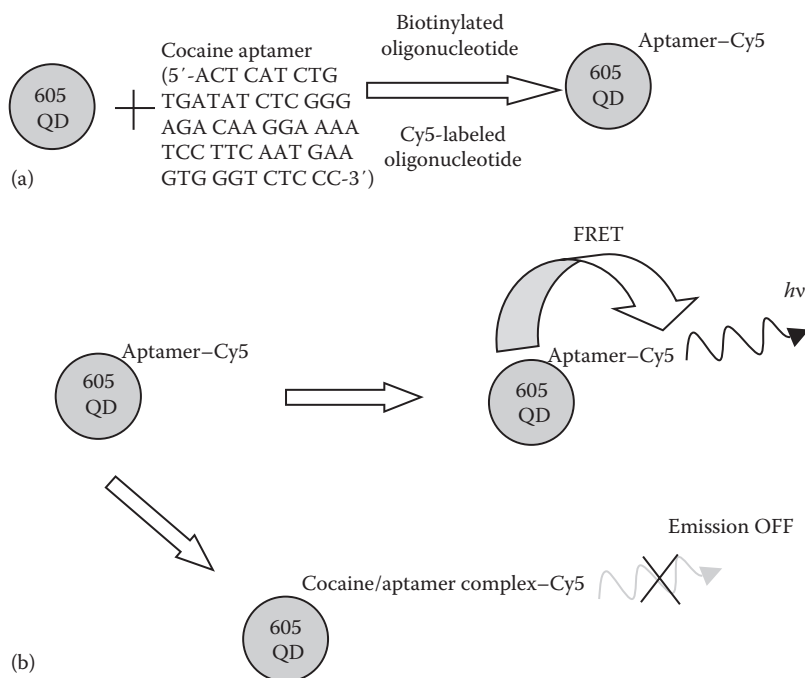 605
QD
Cocaine aptamer
(5′-ACT CAT CTG
TGATAT CTC GGG
AGA CAA GGA AAA
TCC TTC AAT GAA
GTG GGT CTC CC-3′)
Biotinylated
oligonucleotide
Cy5-labeled
oligonucleotide
Aptamer–Cy5
605
QD
(a)
FRET
hν
Aptamer–Cy5
605
QD
Aptamer–Cy5
605
QD
Emission OFF
Cocaine/aptamer complex–Cy5
605
QD
(b)